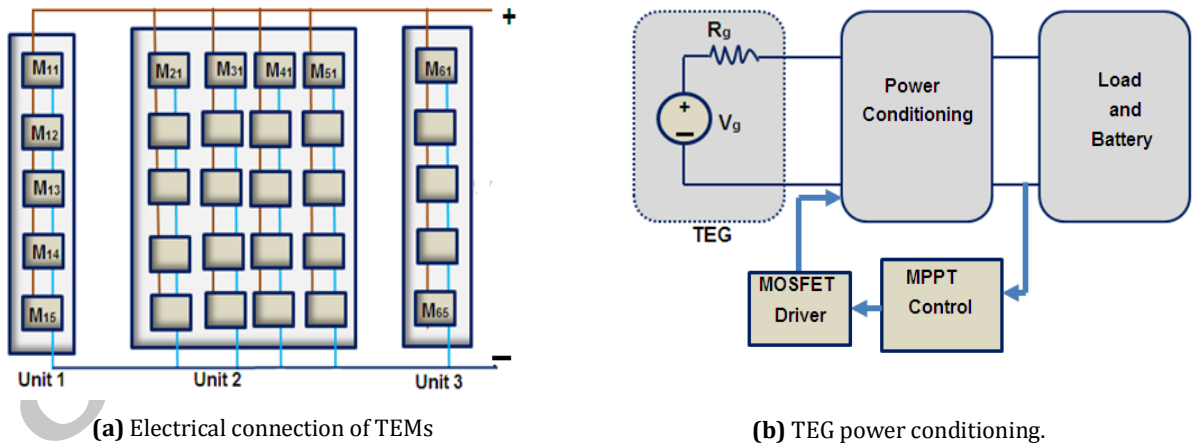 +
M11 M21 M31 M41 M51 M61
M12
M13
M14
M15 M65
−
Unit 1 Unit 2 Unit 3
(a) Electrical connection of TEMs
Rg
+
−
Vg
TEG
Power
Conditioning
Load
and
Battery
MOSFET
Driver
MPPT
Control
(b) TEG power conditioning.